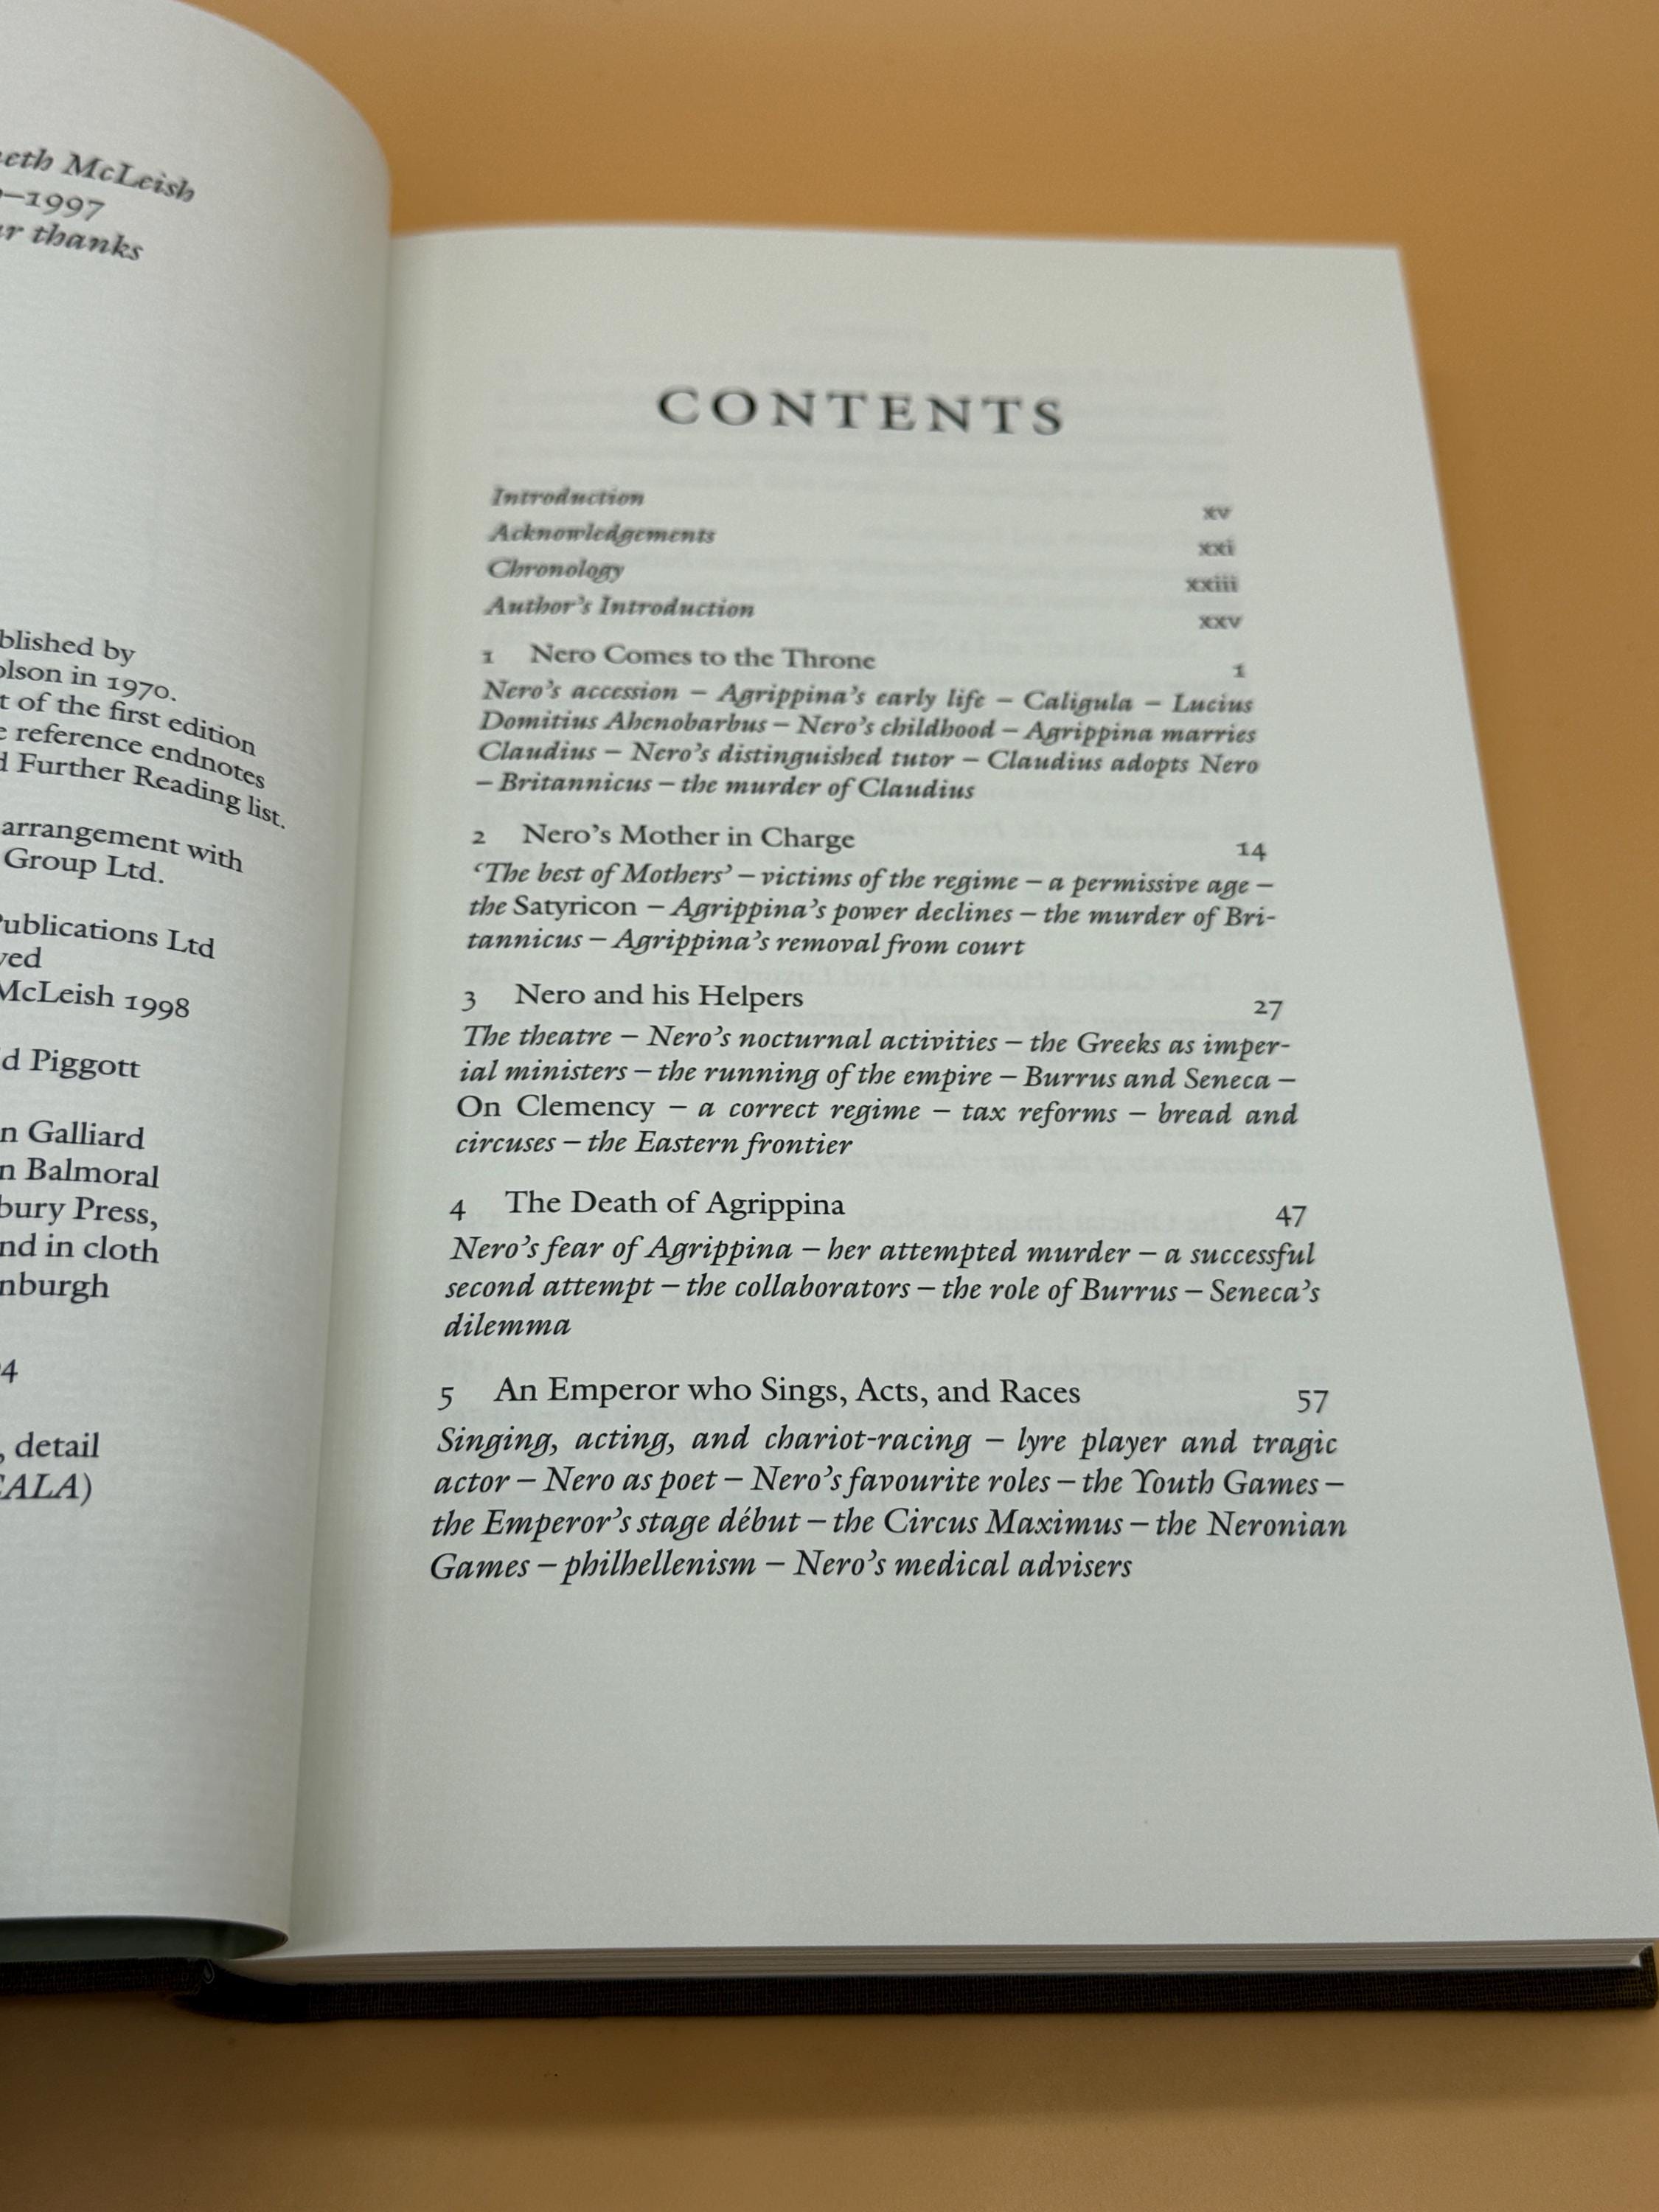 McLeish
–1997
thanks
by
in 1970.
of the first edition
reference endnotes
Further Reading list.
arrangement with
Group Ltd.
Publications Ltd
McLeish 1998
Piggott
Galliard
Balmoral
Press,
in cloth
detail
CONTENTS
Introduction xv
Acknowledgements xxi
Chronology xxiii
Author's Introduction xxv
1 Nero Comes to the Throne 1
Nero's accession – Agrippina's early life – Caligula – Lucius
Domitius Ahenobarbus – Nero's childhood – Agrippina marries
Claudius – Nero's distinguished tutor – Claudius adopts Nero
– Britannicus – the murder of Claudius
2 Nero's Mother in Charge 14
'The best of Mothers' – victims of the regime – a permissive age –
the Satyricon – Agrippina's power declines – the murder of Bri-
tannicus – Agrippina's removal from court
3 Nero and his Helpers 27
The theatre – Nero's nocturnal activities – the Greeks as imper-
ial ministers – the running of the empire – Burrus and Seneca –
On Clemency – a correct regime – tax reforms – bread and
circuses – the Eastern frontier
4 The Death of Agrippina 47
Nero's fear of Agrippina – her attempted murder – a successful
second attempt – the collaborators – the role of Burrus – Seneca's
dilemma
5 An Emperor who Sings, Acts, and Races 57
Singing, acting, and chariot-racing – lyre player and tragic
actor – Nero as poet – Nero's favourite roles – the Youth Games –
the Emperor's stage début – the Circus Maximus – the Neronian
Games – philhellenism – Nero's medical advisers